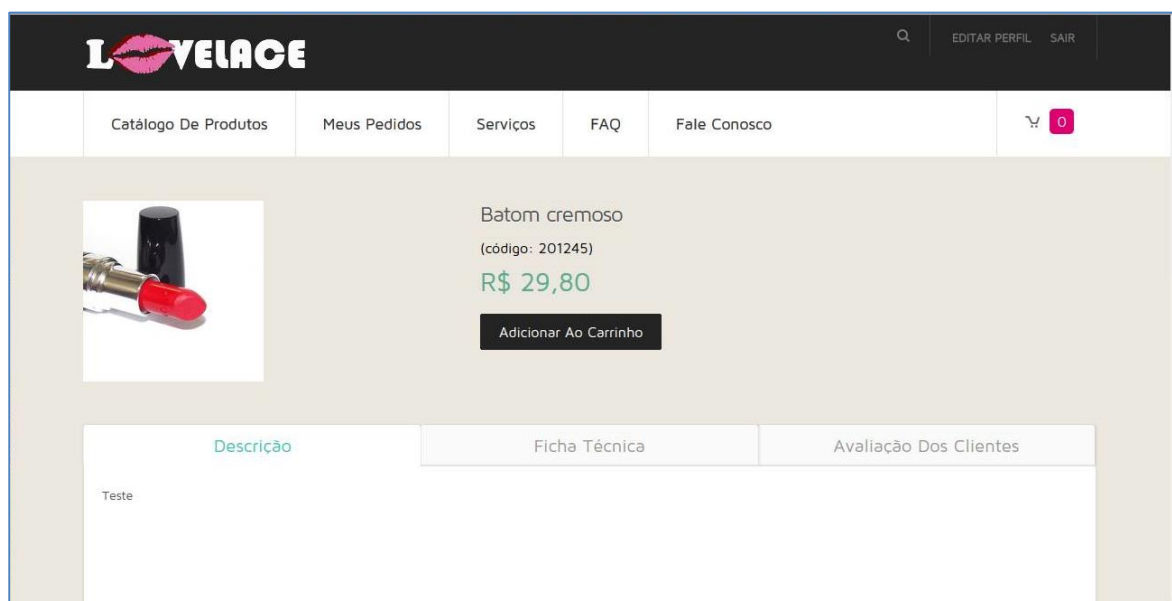 LOVELACE
EDITAR PERFIL SAIR
Catálogo De Produtos Meus Pedidos Serviços FAQ Fale Conosco 0
Batom cremoso
(código: 201245)
R$ 29,80
Adicionar Ao Carrinho
Descrição Ficha Técnica Avaliação Dos Clientes
Teste